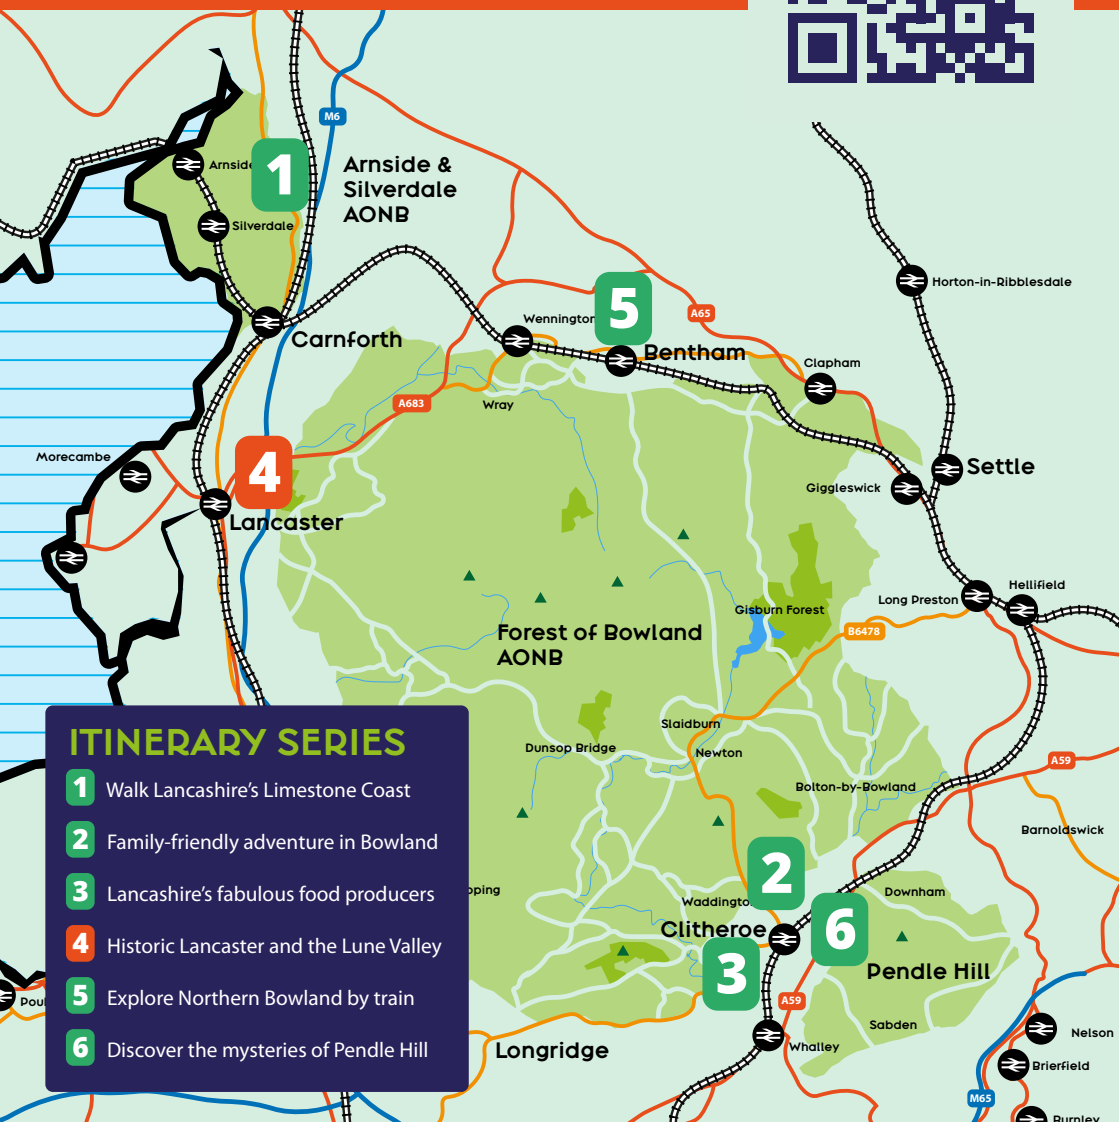 M6
Arnside
1
Arnside &
Silverdale
AONB
Silverdale
Horton-in-Ribblesdale
5
Wennington
A65
Carnforth
Bentham
Clapham
A683
Wray
Morecambe
4
Settle
Giggleswick
Lancaster
Hellifield
Long Preston
Gisburn Forest
Forest of Bowland
AONB
B6478
Slaidburn
Dunsop Bridge
Newton
A59
Bolton-by-Bowland
Barnoldswick
ITINERARY SERIES
1 Walk Lancashire's Limestone Coast
2 Family-friendly adventure in Bowland
3 Lancashire's fabulous food producers
4 Historic Lancaster and the Lune Valley
5 Explore Northern Bowland by train
6 Discover the mysteries of Pendle Hill
2
Downham
Waddingto
Clitheroe
6
3
Pendle Hill
A59
Sabden
Whalley
Longridge
Nelson
Brierfield
M65
Burnley